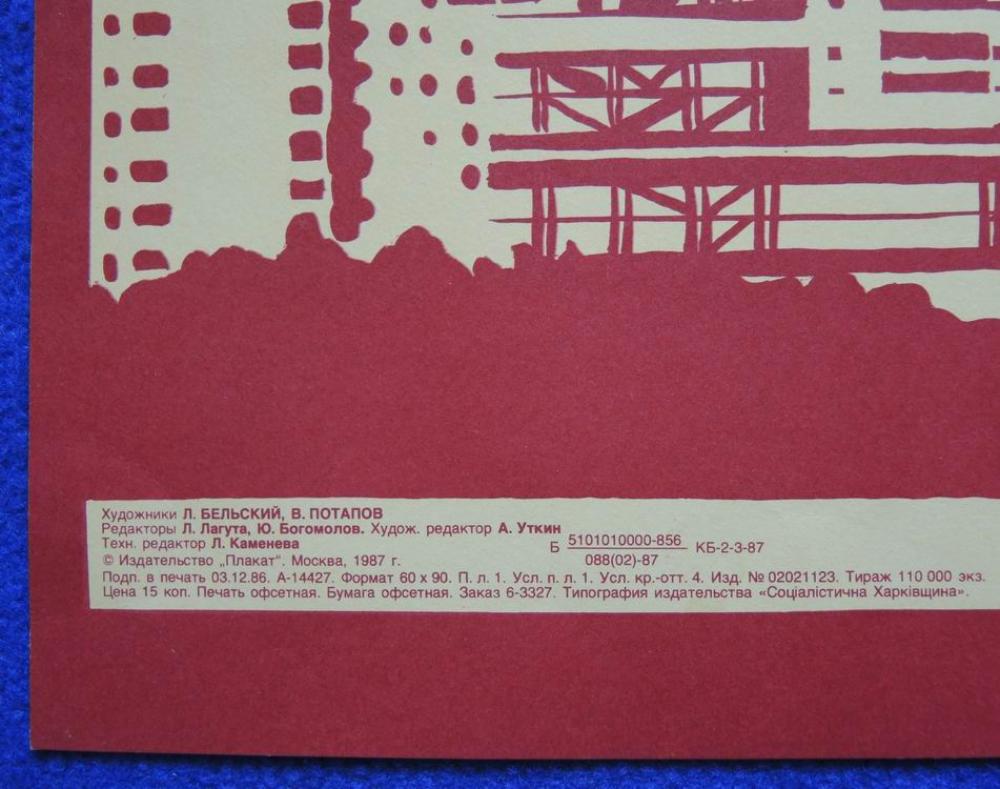 Художники Л. БЕЛЬСКИЙ, В. ПОТАПОВ
Редакторы Л. Лагута, Ю. Богомолов. Худож. редактор А. Уткин
Техн. редактор Л. Каменева
Б 5101010000-856 КБ-2-3-87
088(02)-87
© Издательство „Плакат". Москва, 1987 г.
Подп. в печать 03.12.86. А-14427. Формат 60 х 90. П. л. 1. Усл. п. л. 1. Усл. кр.-отт. 4. Изд. № 02021123. Тираж 110 000 экз.
Цена 15 коп. Печать офсетная. Бумага офсетная. Заказ 6-3327. Типография издательства «Соціалістична Харківщина».